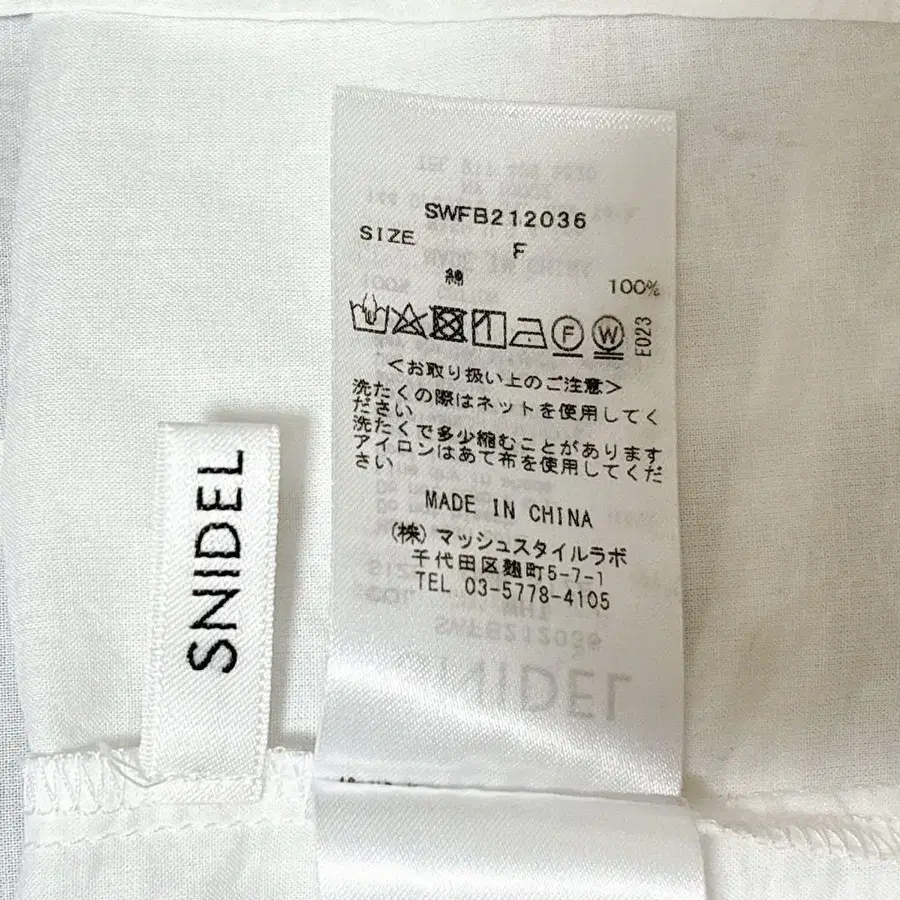 SWFB212036
SIZE F
綿 100%
1 F W E023
<お取り扱い上のご注意>
洗たくの際はネットを使用してく
ださい
洗たくで多少縮むことがあります
アイロンはあて布を使用してくだ
さい
MADE IN CHINA
(株) マッシュスタイルラボ
千代田区麹町5-7-1
TEL 03-5778-4105
SNIDEL